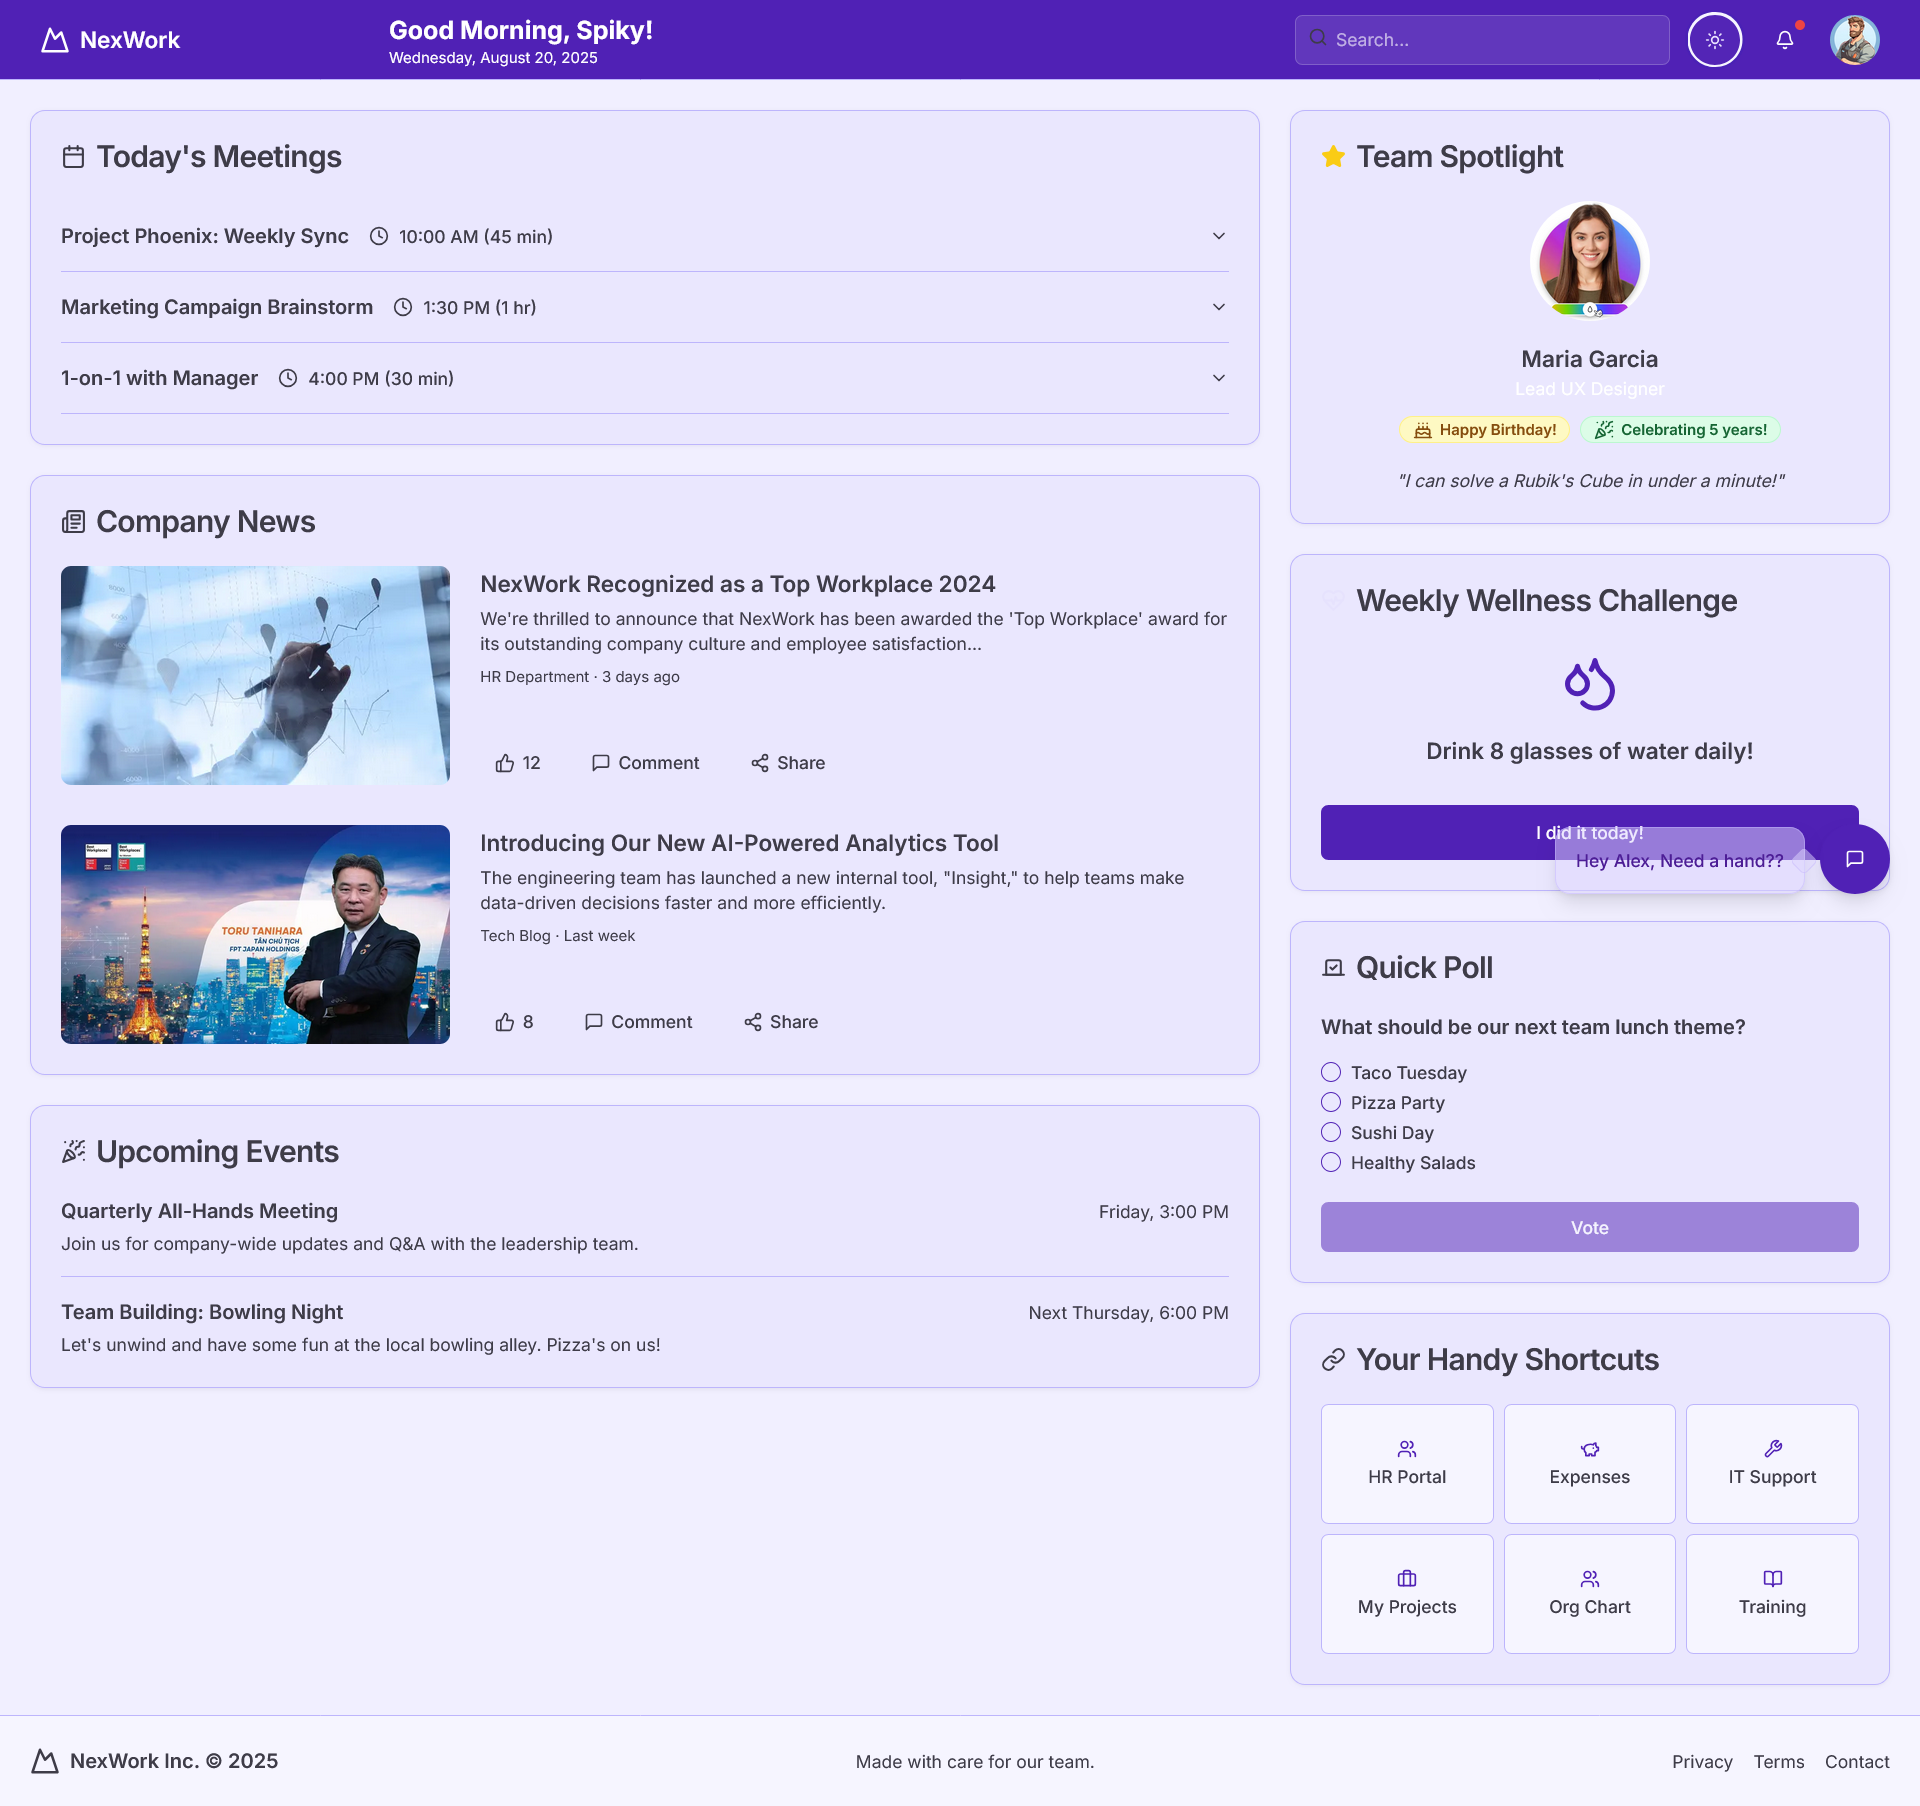 NexWork
Good Morning, Spiky!
Wednesday, August 20, 2025
Search...
Today's Meetings
Project Phoenix: Weekly Sync 10:00 AM (45 min)
Marketing Campaign Brainstorm 1:30 PM (1 hr)
1-on-1 with Manager 4:00 PM (30 min)
Company News
NexWork Recognized as a Top Workplace 2024
We're thrilled to announce that NexWork has been awarded the 'Top Workplace' award for
its outstanding company culture and employee satisfaction...
HR Department · 3 days ago
12 Comment Share
TORU TANIHARA
TÂN CHỦ TỊCH
FPT JAPAN HOLDINGS
Introducing Our New AI-Powered Analytics Tool
The engineering team has launched a new internal tool, "Insight," to help teams make
data-driven decisions faster and more efficiently.
Tech Blog · Last week
8 Comment Share
Upcoming Events
Quarterly All-Hands Meeting Friday, 3:00 PM
Join us for company-wide updates and Q&A with the leadership team.
Team Building: Bowling Night Next Thursday, 6:00 PM
Let's unwind and have some fun at the local bowling alley. Pizza's on us!
Team Spotlight
Maria Garcia
Lead UX Designer
Happy Birthday! Celebrating 5 years!
"I can solve a Rubik's Cube in under a minute!"
Weekly Wellness Challenge
Drink 8 glasses of water daily!
I did it today!
Hey Alex, Need a hand??
Quick Poll
What should be our next team lunch theme?
Taco Tuesday
Pizza Party
Sushi Day
Healthy Salads
Vote
Your Handy Shortcuts
HR Portal Expenses IT Support
My Projects Org Chart Training
NexWork Inc. © 2025 Made with care for our team. Privacy Terms Contact